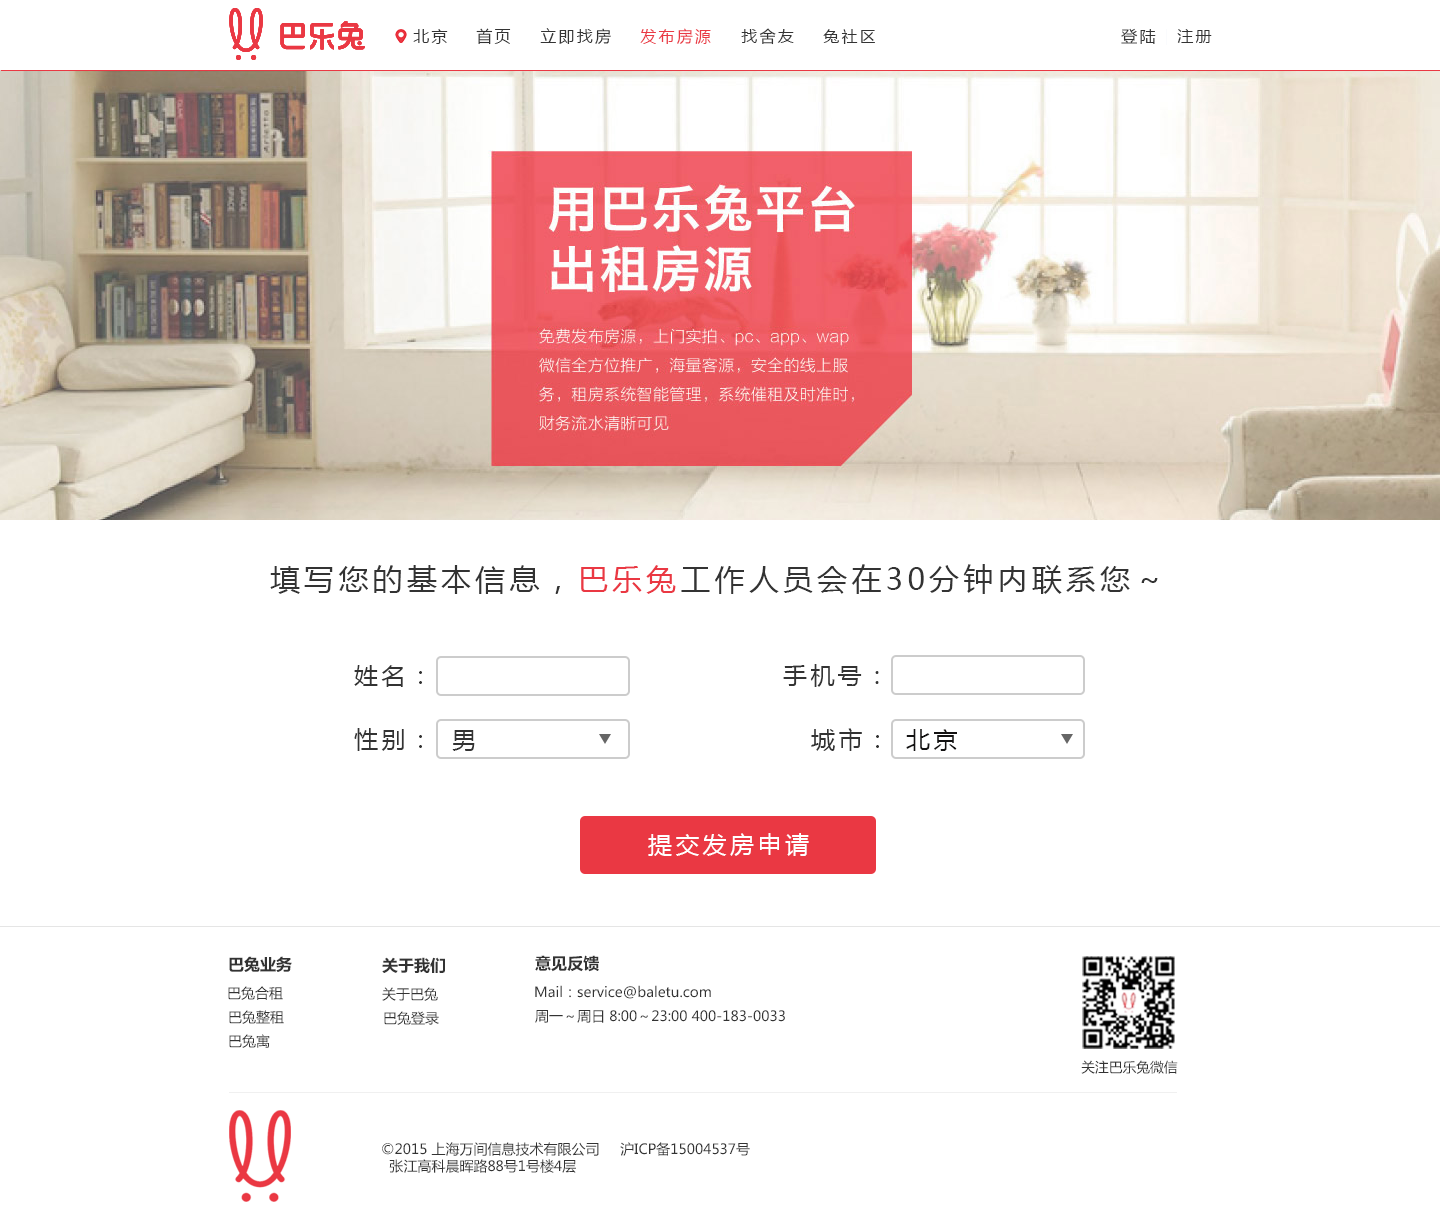 巴乐兔 北京 首页 立即找房 发布房源 找舍友 兔社区 登陆 注册
用巴乐兔平台
出租房源
免费发布房源，上门实拍、pc、app、wap
微信全方位推广，海量客源，安全的线上服
务，租房系统智能管理，系统催租及时准时，
财务流水清晰可见
填写您的基本信息，巴乐兔工作人员会在30分钟内联系您～
姓名： 手机号：
性别：男 城市：北京
提交发房申请
巴兔业务
巴兔合租
巴兔整租
巴兔寓
关于我们
关于巴兔
巴兔登录
意见反馈
Mail：service@baletu.com
周一～周日 8:00～23:00 400-183-0033
关注巴乐兔微信
©2015 上海万间信息技术有限公司 沪ICP备15004537号
张江高科晨晖路88号1号楼4层